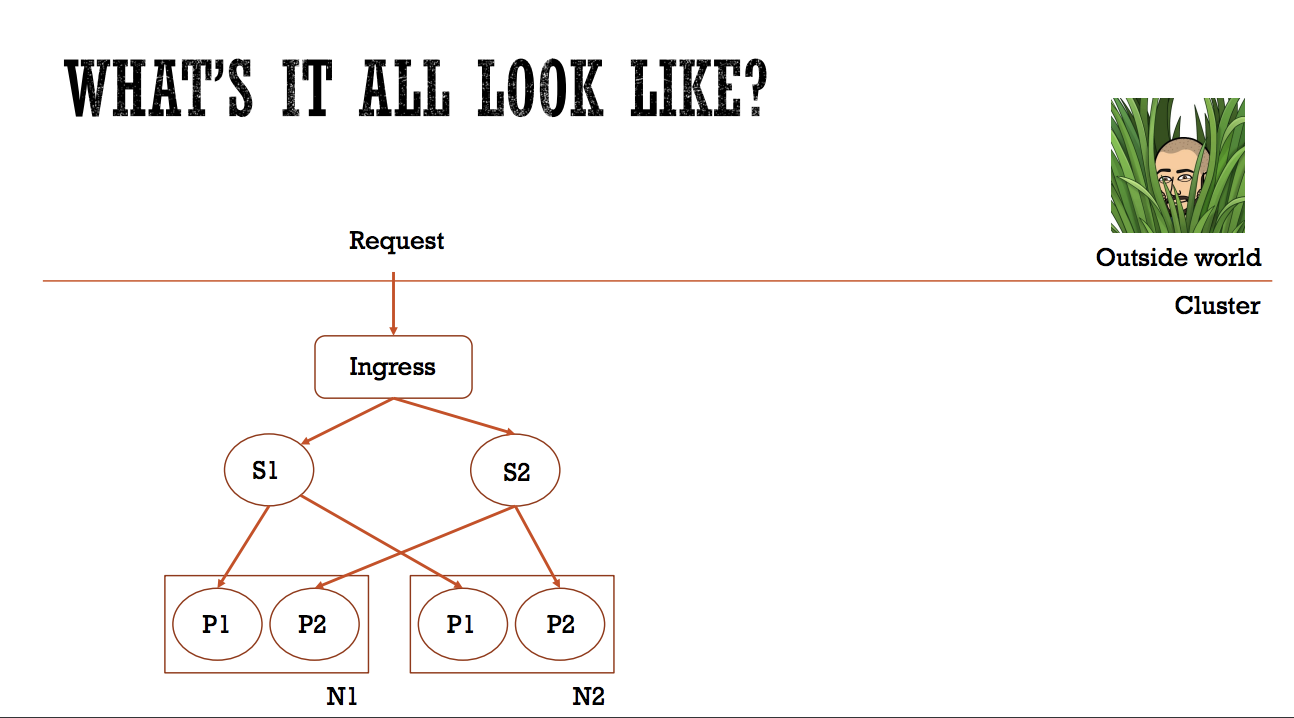 WHAT'S IT ALL LOOK LIKE?
Request
Outside world
Cluster
Ingress
S1
S2
P1
P2
P1
P2
N1
N2